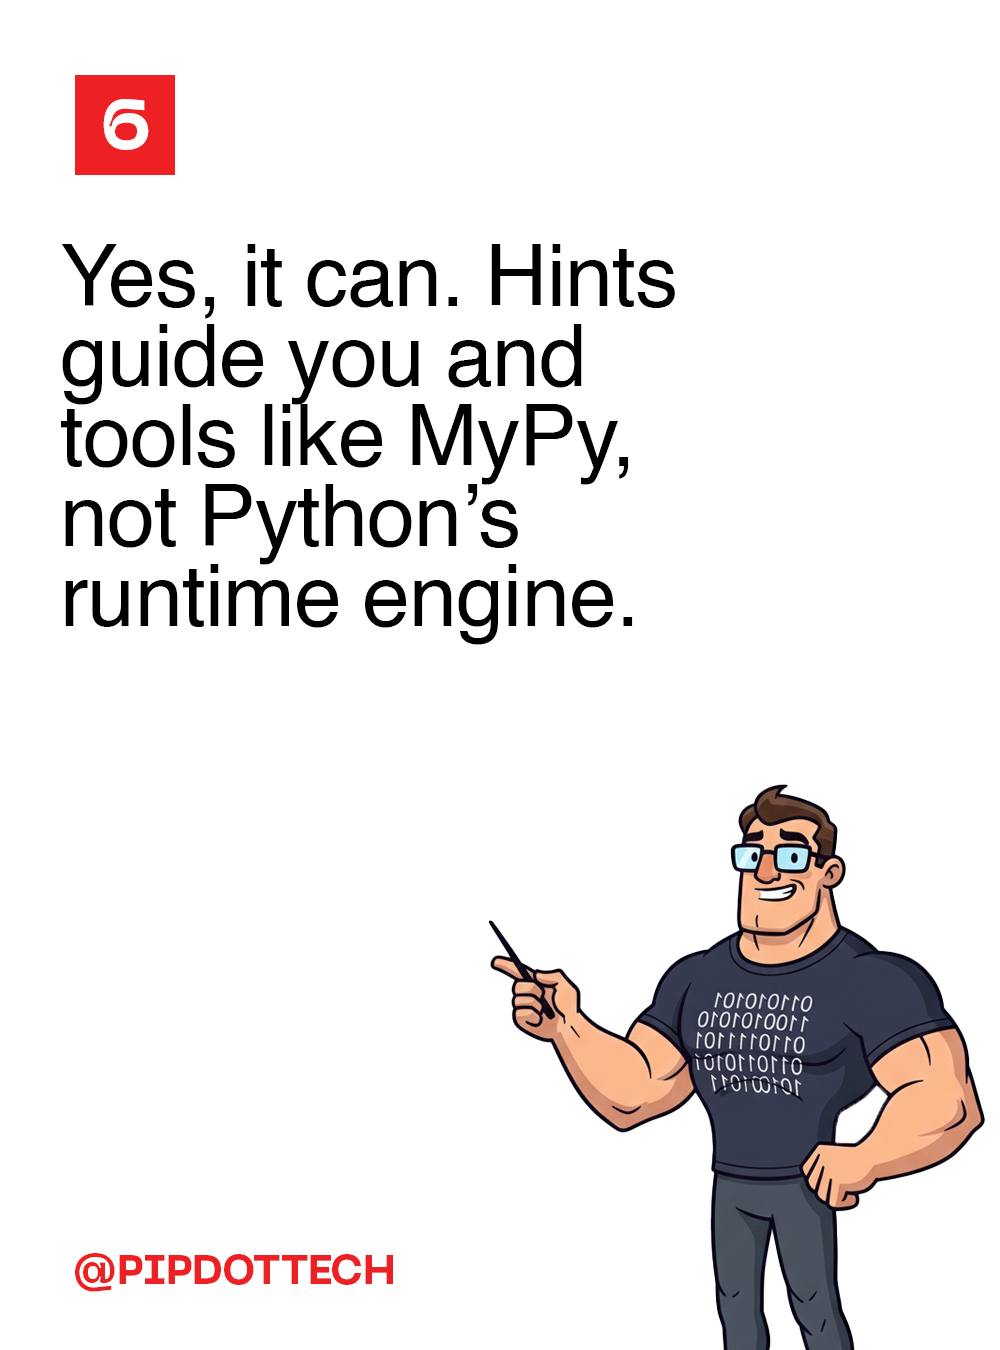 6
Yes, it can. Hints
guide you and
tools like MyPy,
not Python’s
runtime engine.
@PIPDOTTECH